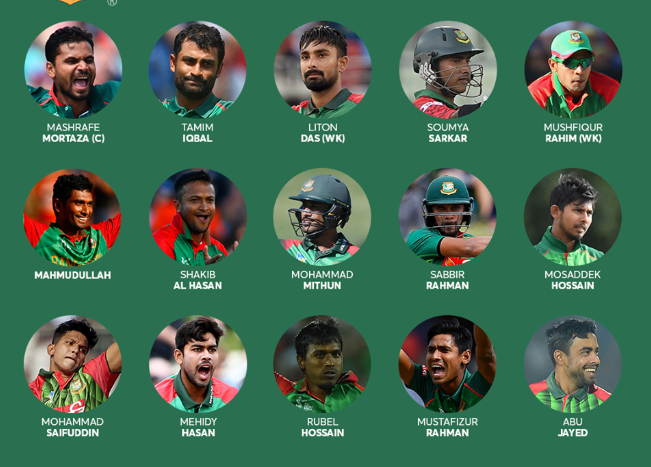 ®
MASHRAFE
MORTAZA (C)
TAMIM
IQBAL
LITON
DAS (WK)
SOUMYA
SARKAR
MUSHFIQUR
RAHIM (WK)
MAHMUDULLAH
SHAKIB
AL HASAN
MOHAMMAD
MITHUN
SABBIR
RAHMAN
MOSADDEK
HOSSAIN
MOHAMMAD
SAIFUDDIN
MEHIDY
HASAN
RUBEL
HOSSAIN
MUSTAFIZUR
RAHMAN
ABU
JAYED